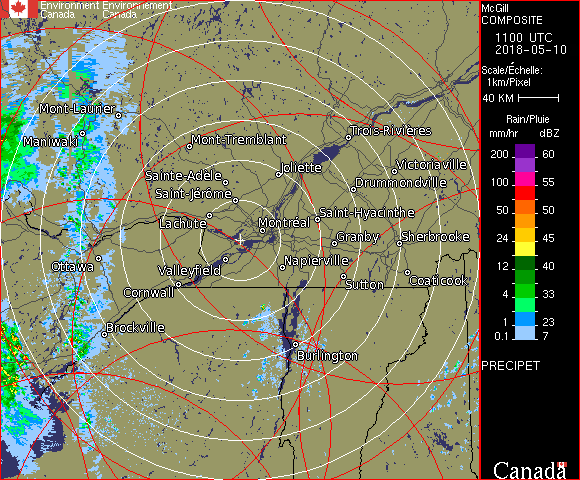 Environment Environnement
Canada Canada
McGill
COMPOSITE
1100 UTC
2018-05-10
Scale/Échelle:
1km/Pixel
40 KM
Rain/Pluie
mm/hr dBZ
200 60
100 55
50 50
24 45
12 40
4 33
1 23
0.1 7
PRECIPET
Mont-Laurier
Maniwaki
Mont-Tremblant
Trois-Rivières
Joliette
Victoriaville
Sainte-Adèle
Drummondville
Saint-Jérôme
Lachute
Saint-Hyacinthe
Montréal
Granby
Sherbrooke
Ottawa
Valleyfield
Napierville
Cornwall
Sutton
Coaticook
Brockville
Burlington
Canada